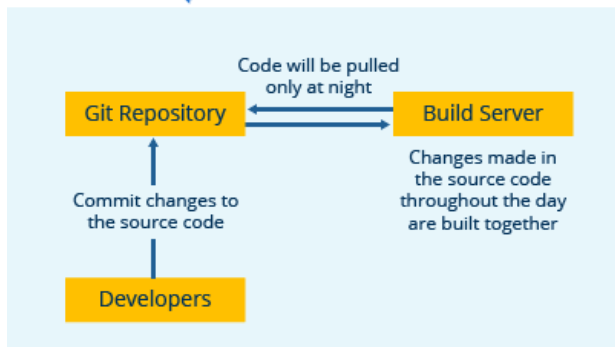 Code will be pulled
only at night
Git Repository
Build Server
Changes made in
the source code
throughout the day
are built together
Commit changes to
the source code
Developers